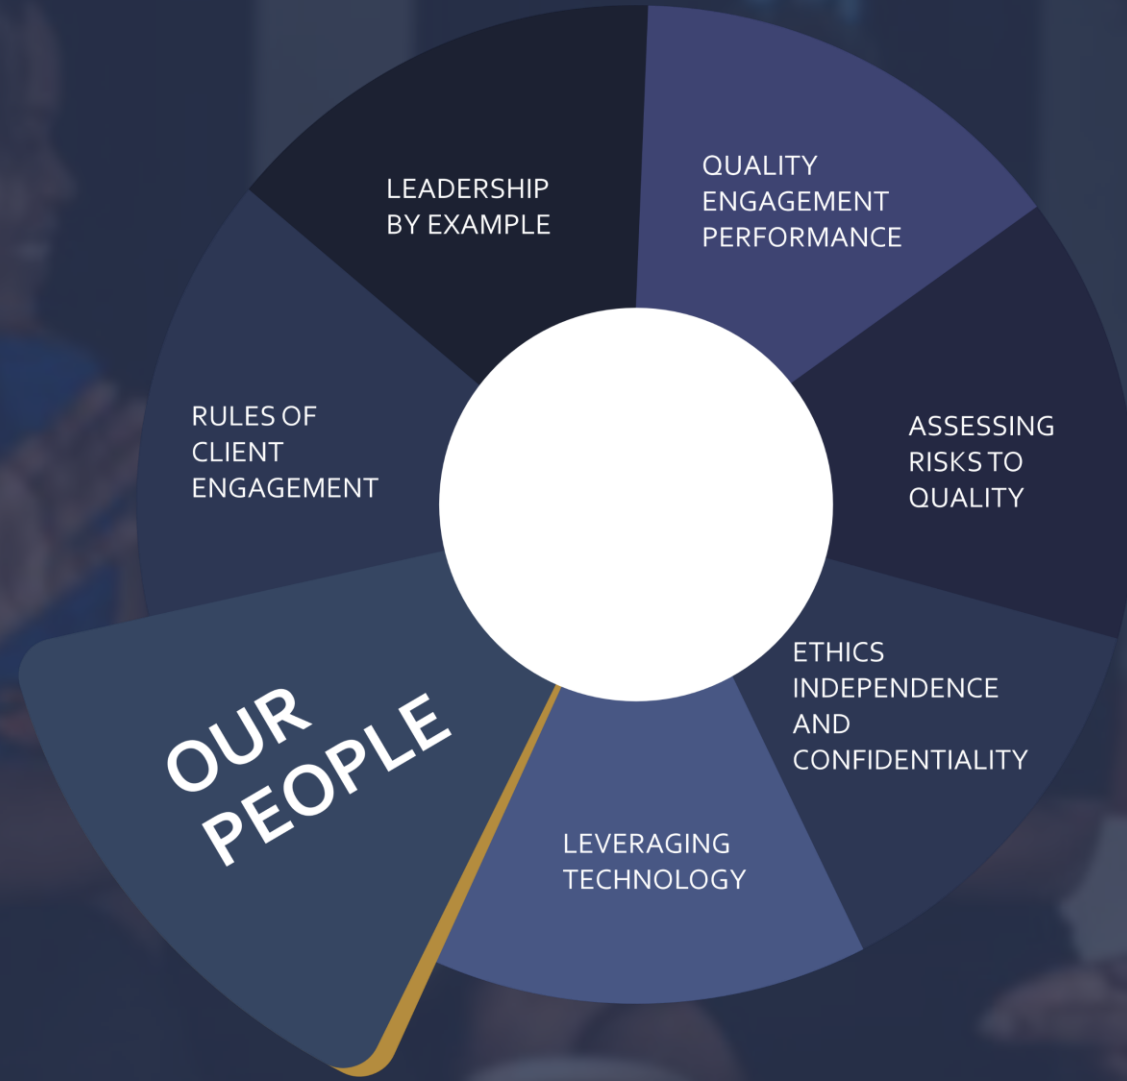 LEADERSHIP
BY EXAMPLE
QUALITY
ENGAGEMENT
PERFORMANCE
ASSESSING
RISKS TO
QUALITY
ETHICS
INDEPENDENCE
AND
CONFIDENTIALITY
LEVERAGING
TECHNOLOGY
OUR
PEOPLE
RULES OF
CLIENT
ENGAGEMENT